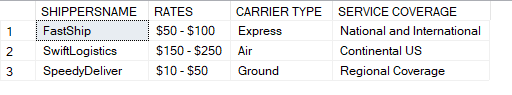 SHIPPERSNAME RATES CARRIER TYPE SERVICE COVERAGE
1 FastShip $50 - $100 Express National and International
2 SwiftLogistics $150 - $250 Air Continental US
3 SpeedyDeliver $10 - $50 Ground Regional Coverage